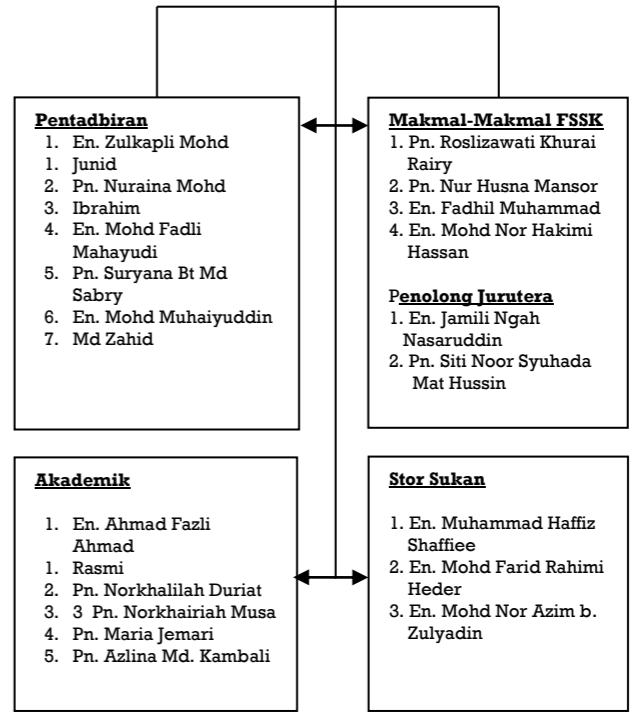 Pentadbiran
1. En. Zulkapli Mohd
1. Junid
2. Pn. Nuraina Mohd
3. Ibrahim
4. En. Mohd Fadli
Mahayudi
5. Pn. Suryana Bt Md
Sabry
6. En. Mohd Muhaiyuddin
7. Md Zahid
Makmal-Makmal FSSK
1. Pn. Roslizawati Khurai
Rairy
2. Pn. Nur Husna Mansor
3. En. Fadhil Muhammad
4. En. Mohd Nor Hakimi
Hassan
Penolong Jurutera
1. En. Jamili Ngah
Nasaruddin
2. Pn. Siti Noor Syuhada
Mat Hussin
Akademik
1. En. Ahmad Fazli
Ahmad
1. Rasmi
2. Pn. Norkhalilah Duriat
3. 3 Pn. Norkhairiah Musa
4. Pn. Maria Jemari
5. Pn. Azlina Md. Kambali
Stor Sukan
1. En. Muhammad Haffiz
Shaffiee
2. En. Mohd Farid Rahimi
Heder
3. En. Mohd Nor Azim b.
Zulyadin